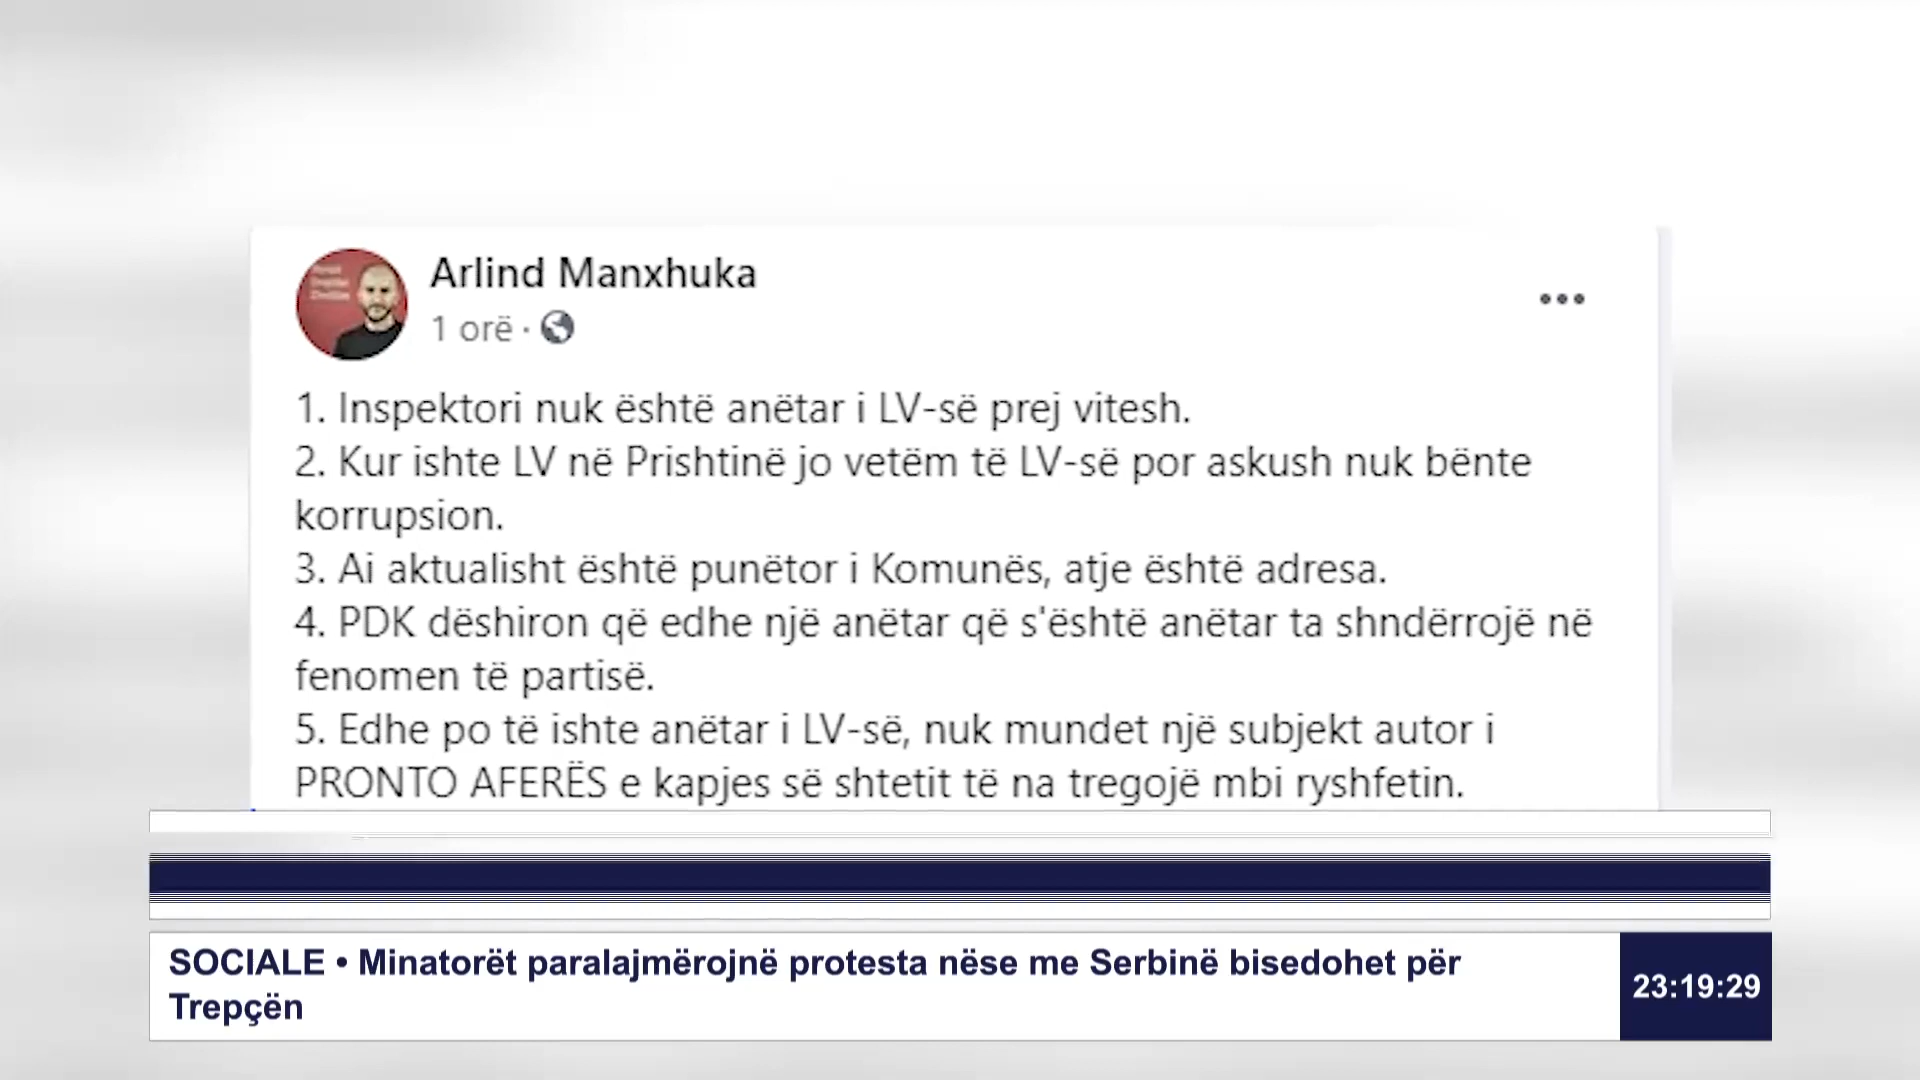 Arlind Manxhuka
1 orë ·
1. Inspektori nuk është anëtar i LV-së prej vitesh.
2. Kur ishte LV në Prishtinë jo vetëm të LV-së por askush nuk bënte
korrupsion.
3. Ai aktualisht është punëtor i Komunës, atje është adresa.
4. PDK dëshiron që edhe një anëtar që s'është anëtar ta shndërrojë në
fenomen të partisë.
5. Edhe po të ishte anëtar i LV-së, nuk mundet një subjekt autor i
PRONTO AFERËS e kapjes së shtetit të na tregojë mbi ryshfetin.
SOCIALE • Minatorët paralajmërojnë protesta nëse me Serbinë bisedohet për
Trepçën
23:19:29